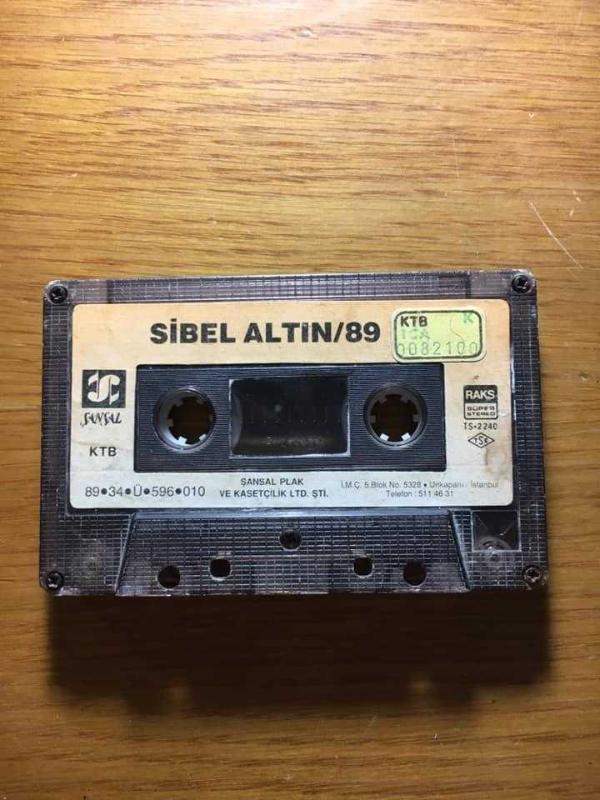 SİBEL ALTIN/89
KTB K
1CA
0082100
ŞANSAL
KTB
RAKS
SÜPER
STEREO
TS-2240
TSE
89•34•Ü•596•010
ŞANSAL PLAK
VE KASETÇİLİK LTD. ŞTİ.
İ.M.Ç. 5.Blok No. 5328 • Unkapanı - İstanbul
Telefon : 511 46 31